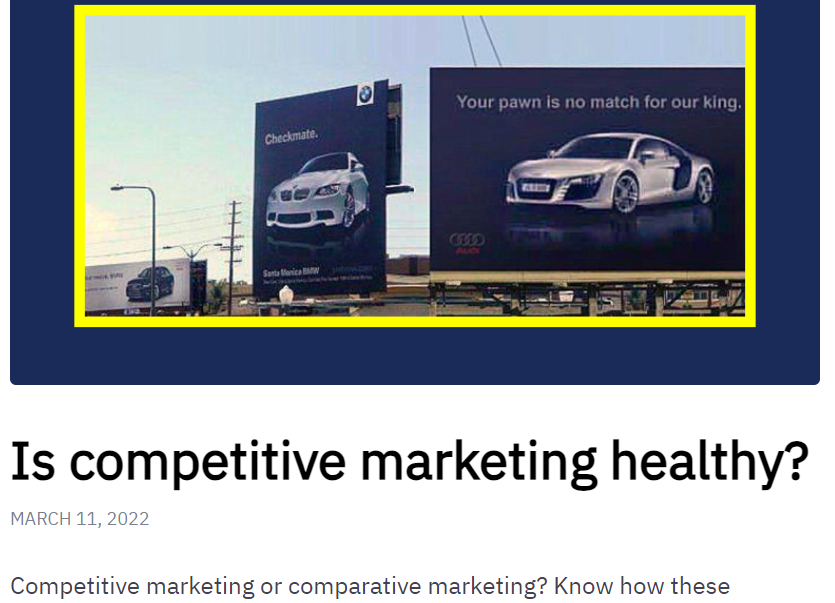 Your pawn is no match for our king.
Checkmate.
Audi
Santa Monica BMW
Is competitive marketing healthy?
MARCH 11, 2022
Competitive marketing or comparative marketing? Know how these